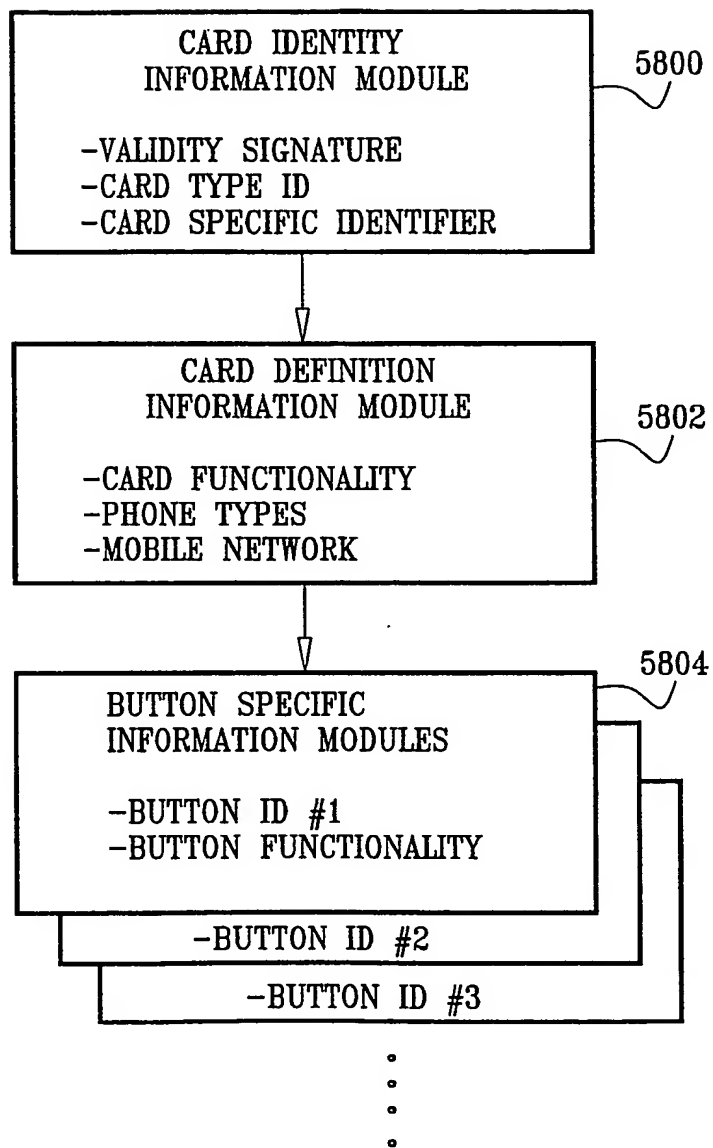 CARD IDENTITY
INFORMATION MODULE
-VALIDITY SIGNATURE
-CARD TYPE ID
-CARD SPECIFIC IDENTIFIER
5800
CARD DEFINITION
INFORMATION MODULE
-CARD FUNCTIONALITY
-PHONE TYPES
-MOBILE NETWORK
5802
BUTTON SPECIFIC
INFORMATION MODULES
-BUTTON ID #1
-BUTTON FUNCTIONALITY
5804
-BUTTON ID #2
-BUTTON ID #3